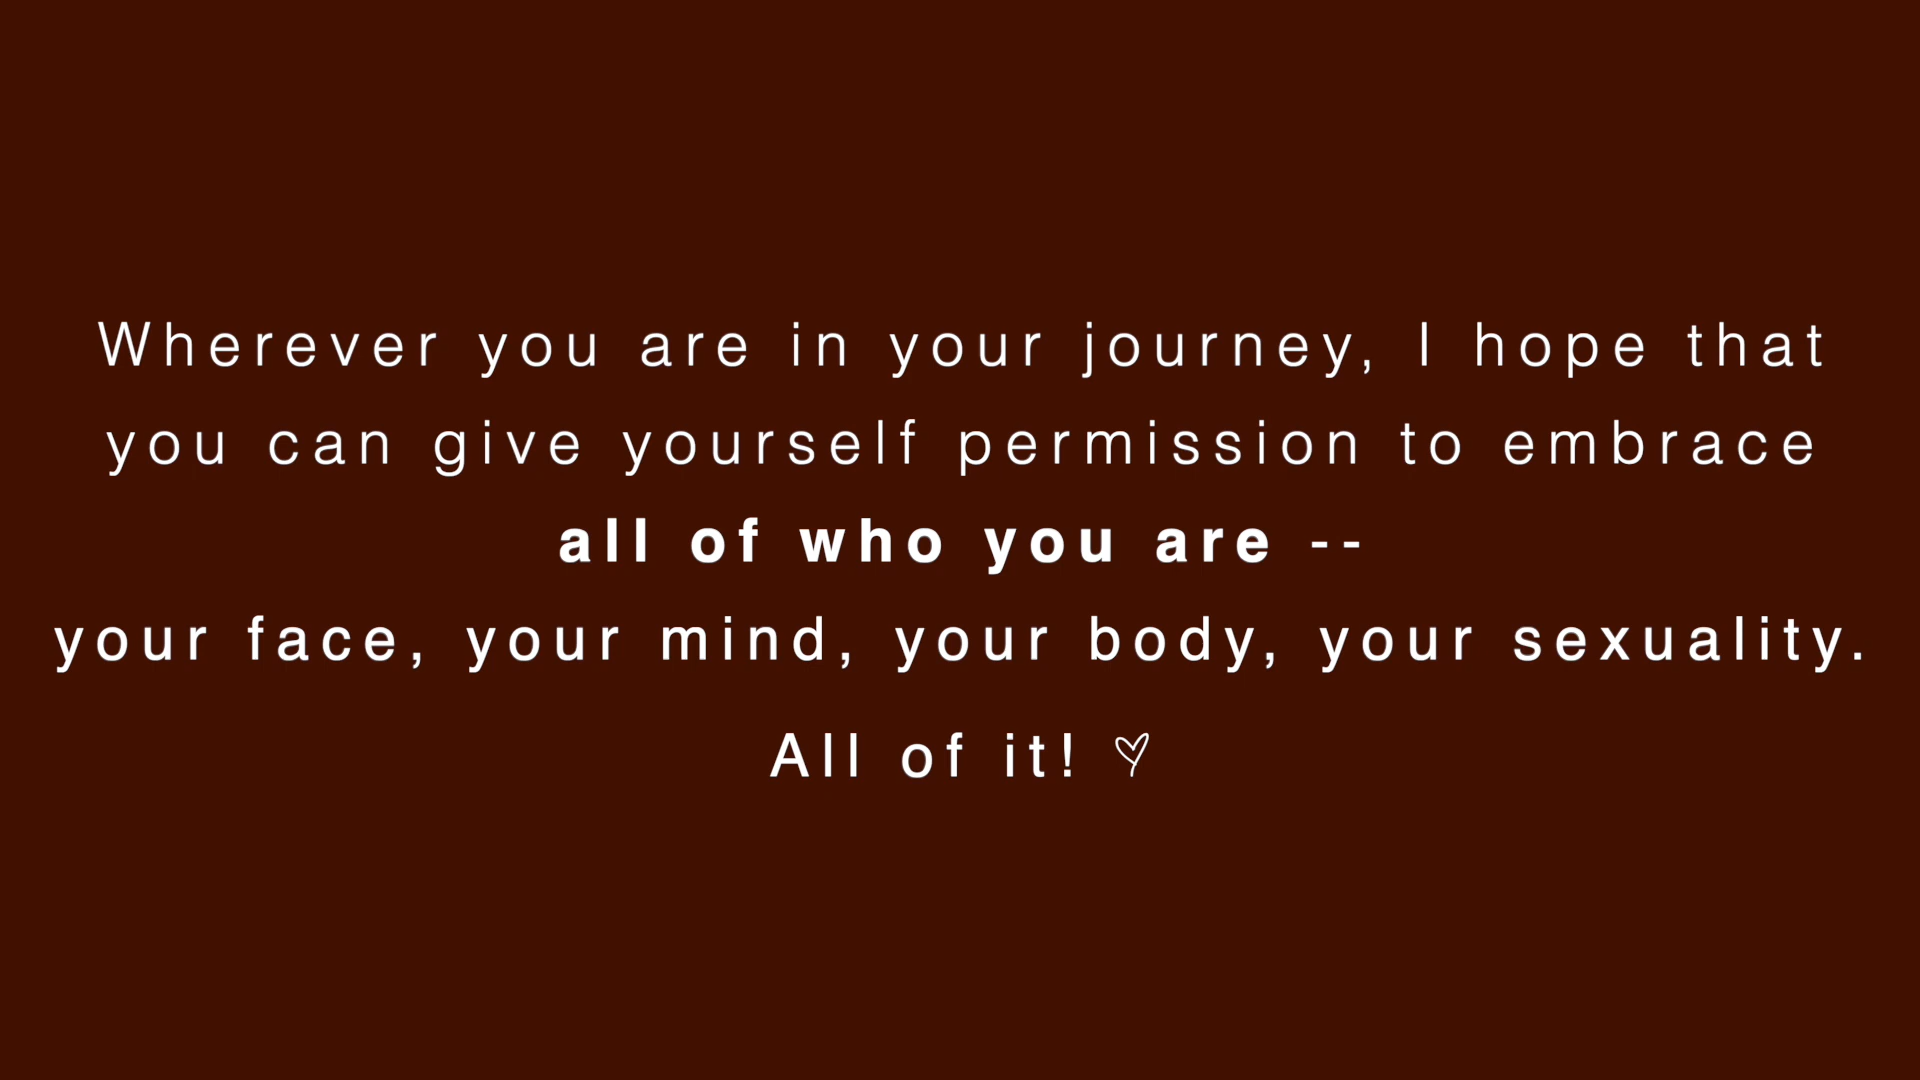 Wherever you are in your journey, I hope that
you can give yourself permission to embrace
all of who you are --
your face, your mind, your body, your sexuality.
All of it! ♡